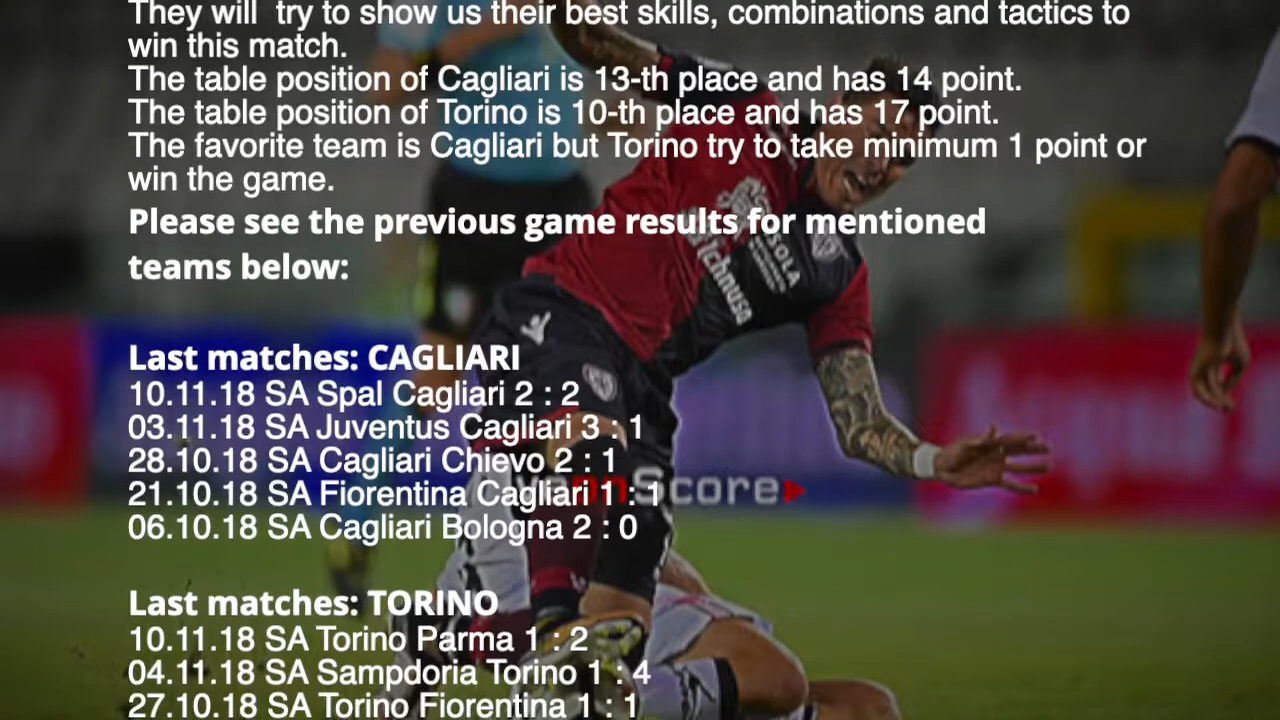 They will  try to show us their best skills, combinations and tactics to
win this match.
The table position of Cagliari is 13-th place and has 14 point.
The table position of Torino is 10-th place and has 17 point.
The favorite team is Cagliari but Torino try to take minimum 1 point or
win the game.
Please see the previous game results for mentioned
teams below:
Last matches: CAGLIARI
10.11.18 SA Spal Cagliari 2 : 2
03.11.18 SA Juventus Cagliari 3 : 1
28.10.18 SA Cagliari Chievo 2 : 1
21.10.18 SA Fiorentina Cagliari 1 : 1
06.10.18 SA Cagliari Bologna 2 : 0
Last matches: TORINO
10.11.18 SA Torino Parma 1 : 2
04.11.18 SA Sampdoria Torino 1 : 4
27.10.18 SA Torino Fiorentina 1 : 1
ISOLA
Ichnusa
Score